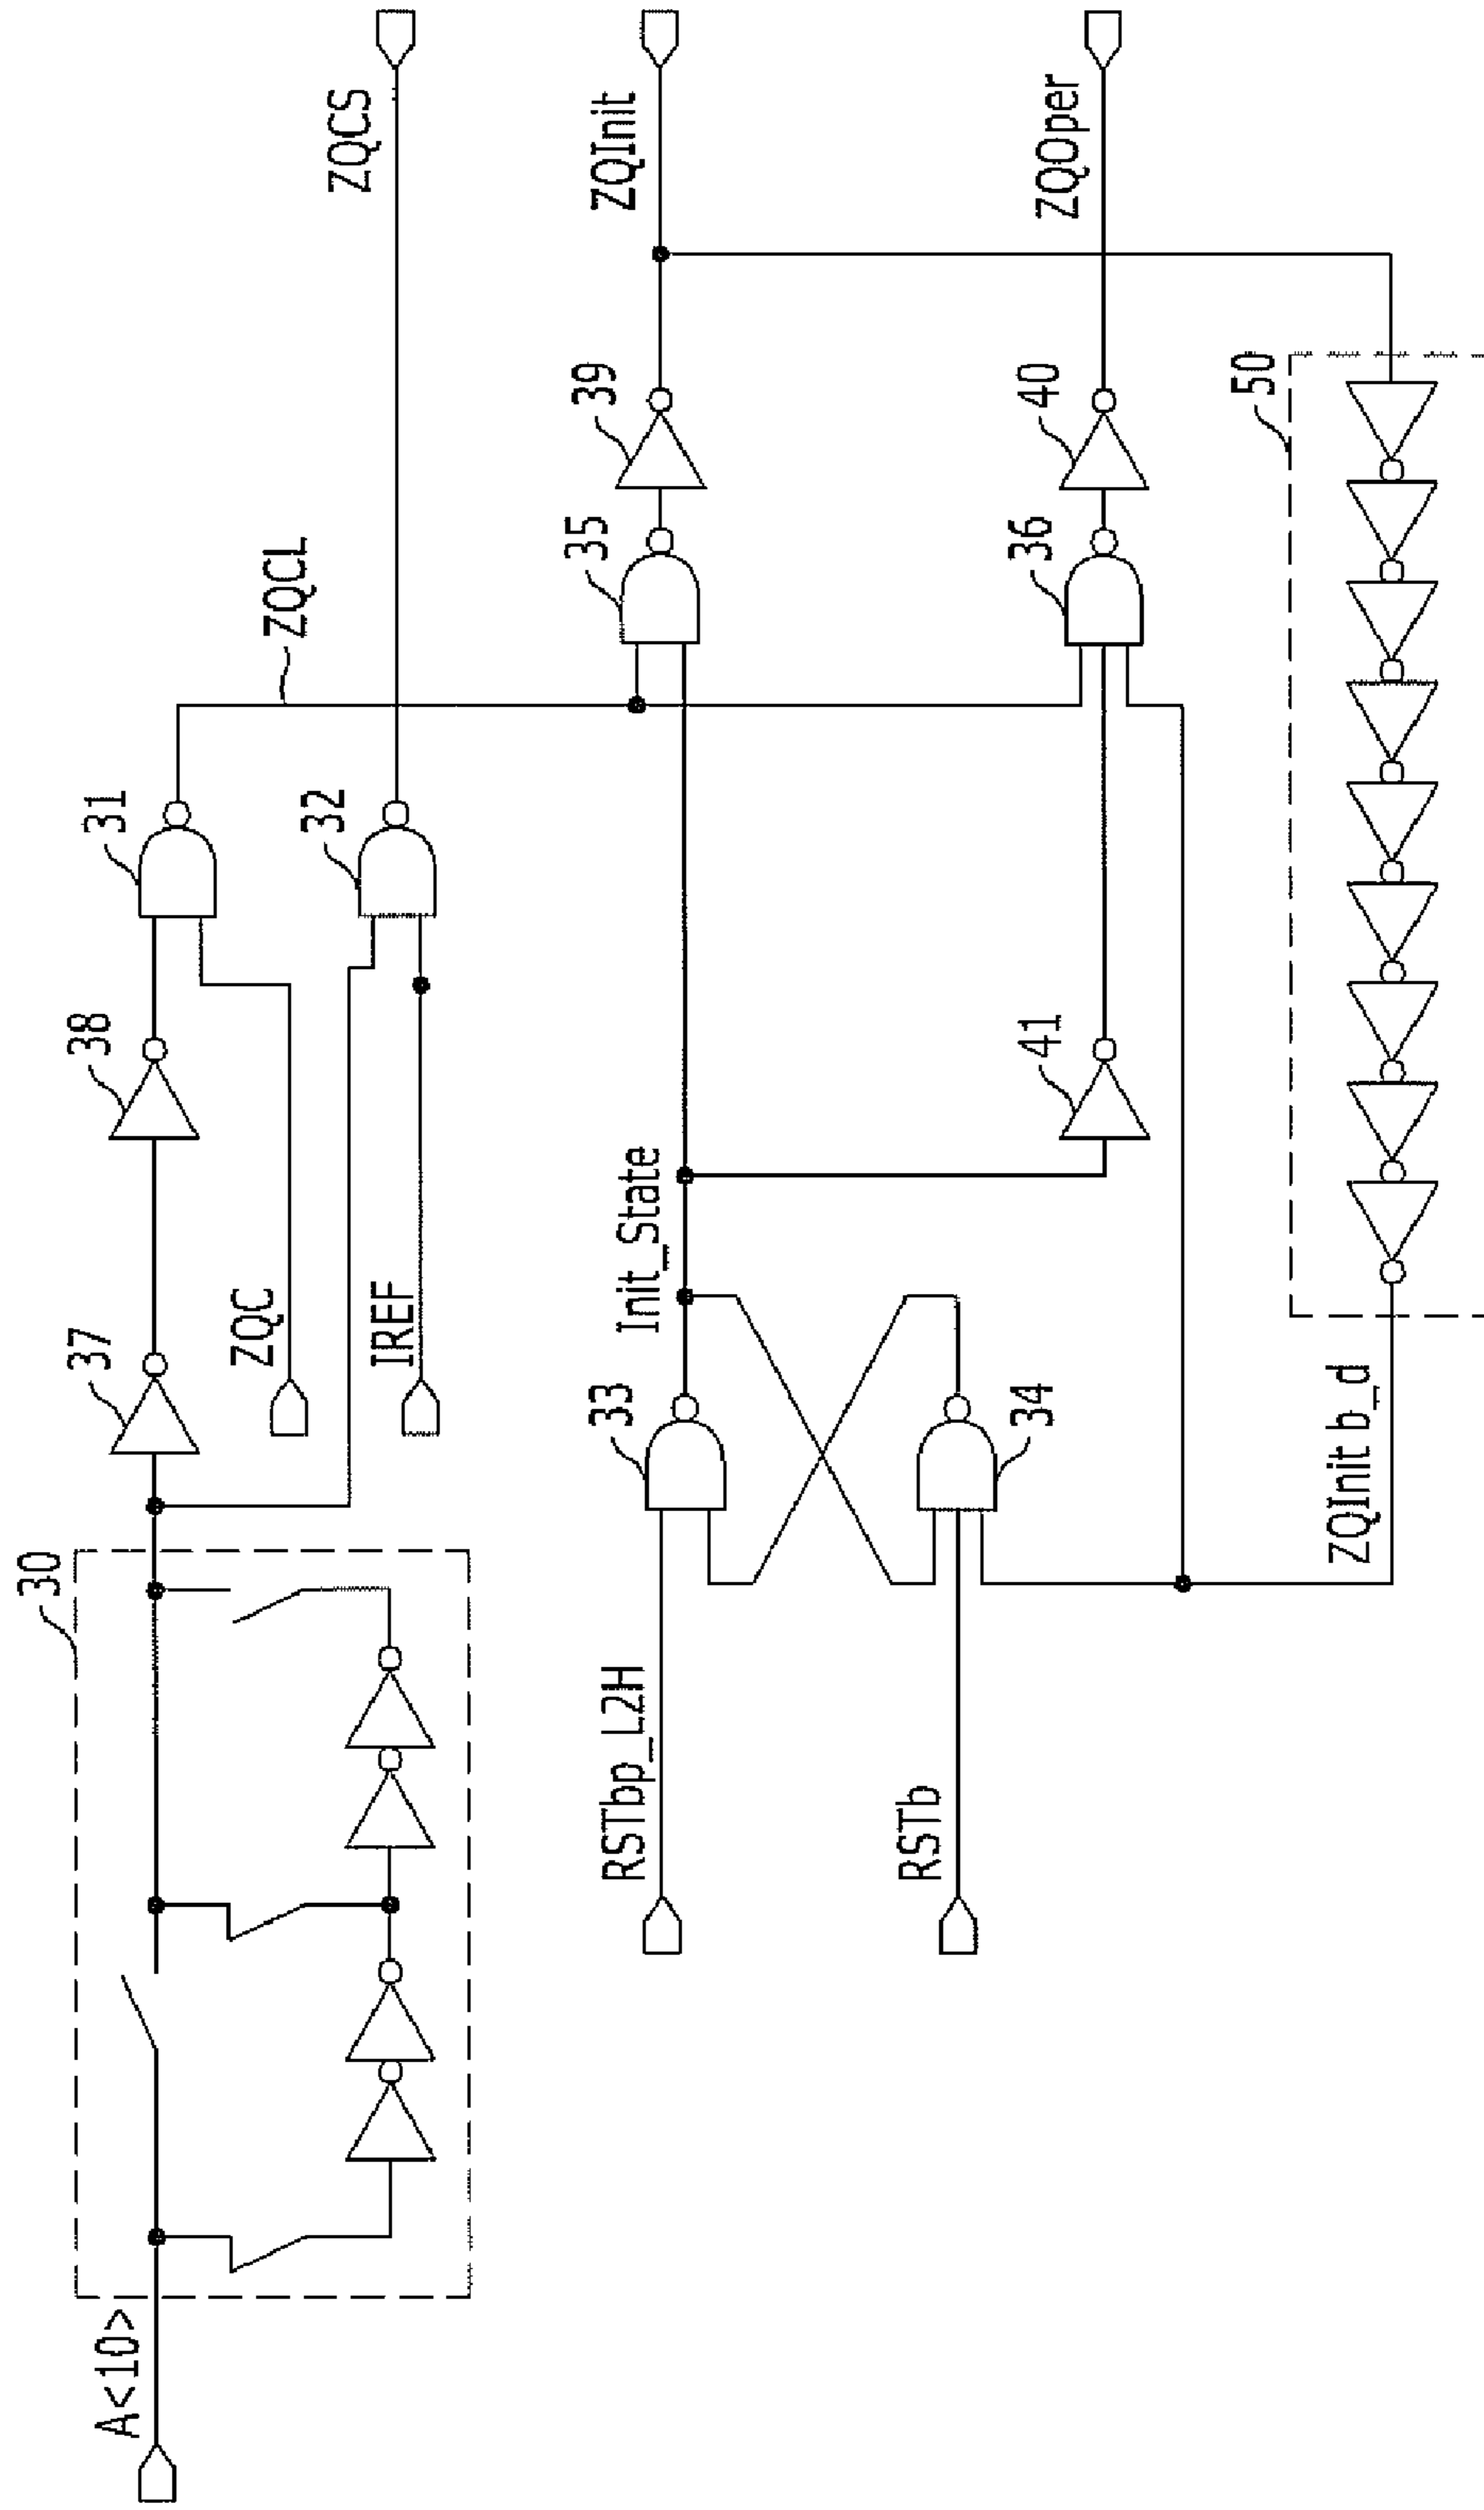 A<10>
30
37
38
31
ZQCL
ZQC
IREF
32
ZQCS
RSTbp_L2H
33
Init_State
35
39
ZQInit
RSTb
34
41
36
40
ZQOper
ZQInit b_d
50